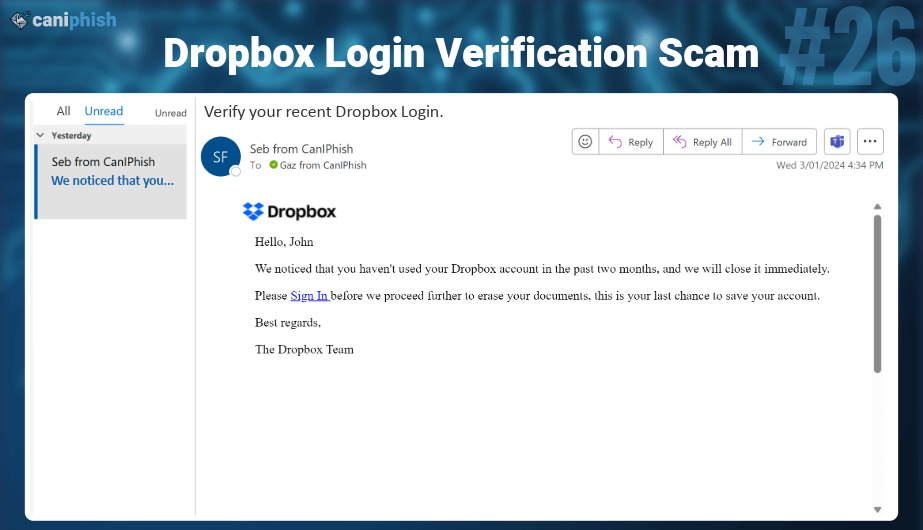 caniphish
#26
Dropbox Login Verification Scam
All Unread Unread
Yesterday
Seb from CanIPhish
We noticed that you...
Verify your recent Dropbox Login.
SF
Seb from CanIPhish
To Gaz from CanIPhish
Reply Reply All Forward
Wed 3/01/2024 4:34 PM
Dropbox
Hello, John
We noticed that you haven't used your Dropbox account in the past two months, and we will close it immediately.
Please Sign In before we proceed further to erase your documents, this is your last chance to save your account.
Best regards,
The Dropbox Team